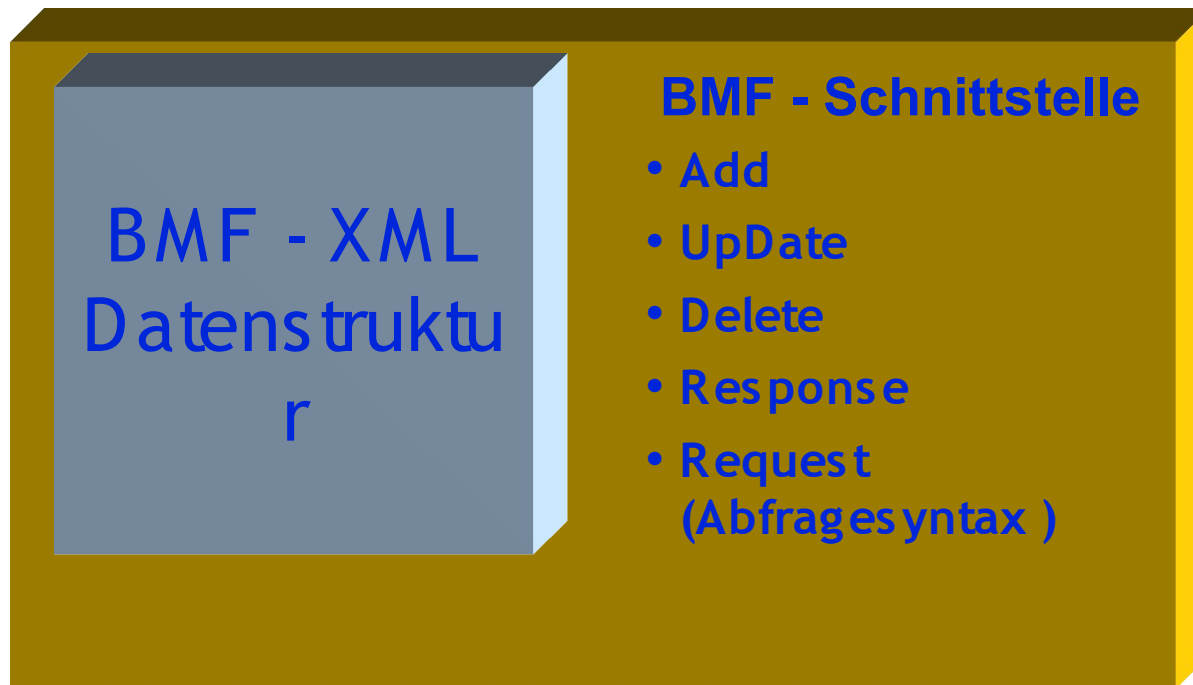 BMF - XML
Datenstruktu
r
BMF - Schnittstelle
• Add
• UpDate
• Delete
• Response
• Request
(Abfragesyntax )